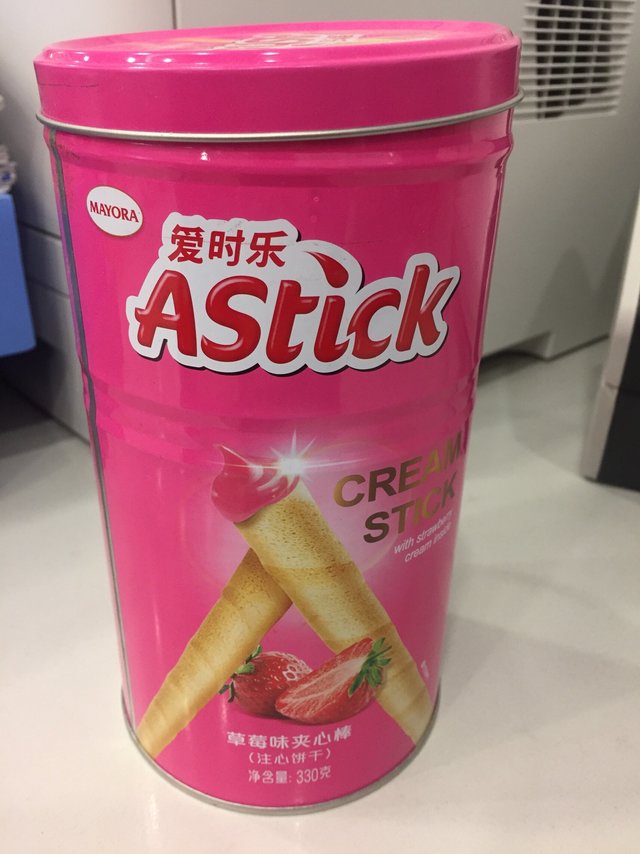 MAYORA
爱时乐
AStick
CREAM
STICK
with strawberry
cream inside
草莓味夹心棒
(注心饼干)
净含量: 330克